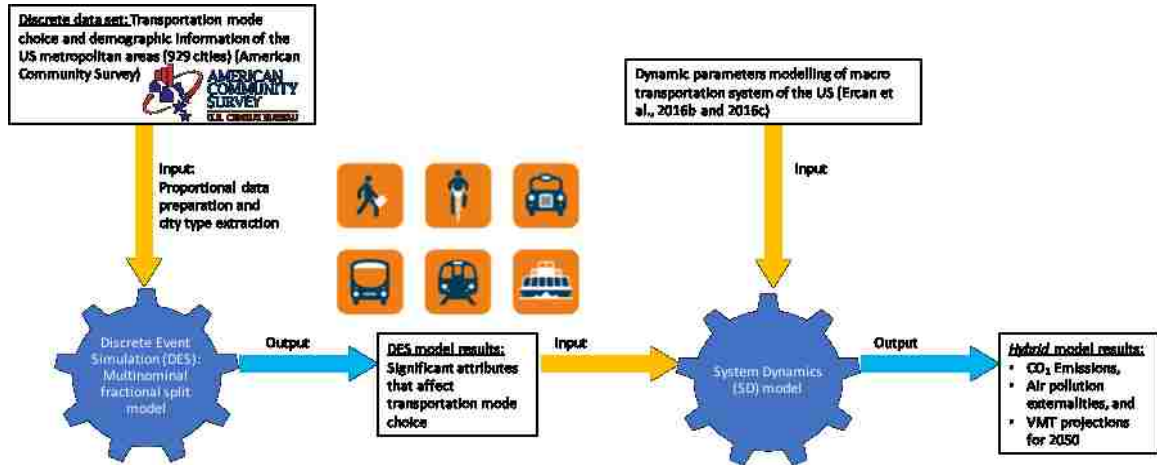 Discrete data set: Transportation mode
choice and demographic information of the
US metropolitan areas (929 cities) (American
Community Survey)
AMERICAN
COMMUNITY
SURVEY
U.S. CENSUS BUREAU
Dynamic parameters modelling of macro
transportation system of the US (Ercan et
al., 2016b and 2016c)
Input:
Proportional data
preparation and
city type extraction
Input
Discrete Event
Simulation (DES):
Multinominal
fractional split
model
Output
DES model results:
Significant attributes
that affect
transportation mode
choice
Input
System Dynamics
(SD) model
Output
Hybrid model results:
• CO₂ Emissions,
• Air pollution
externalities, and
• VMT projections
for 2050